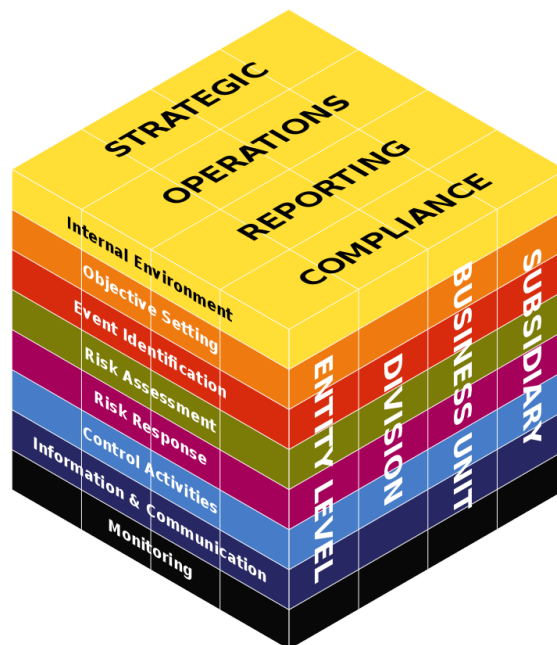 STRATEGIC
OPERATIONS
REPORTING
COMPLIANCE
Internal Environment
Objective Setting
Event Identification
Risk Assessment
Risk Response
Control Activities
Information & Communication
Monitoring
ENTITY LEVEL
DIVISION
BUSINESS UNIT
SUBSIDIARY